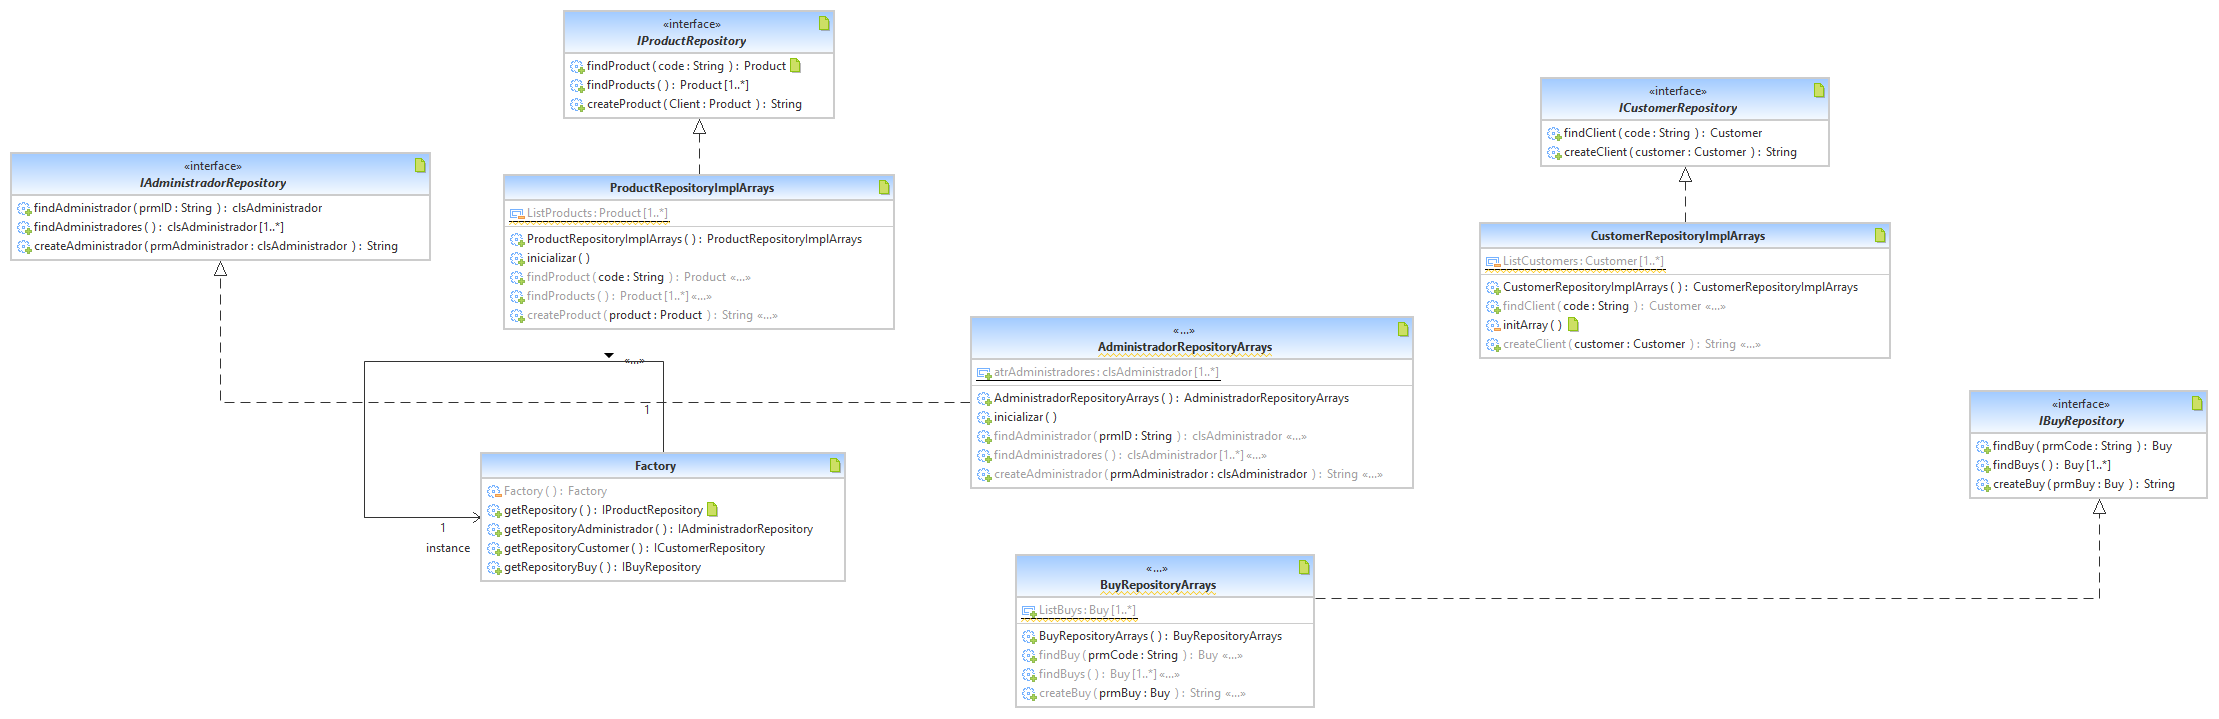 «interface»
IProductRepository
findProduct ( code : String ) : Product
findProducts ( ) : Product [1..*]
createProduct ( Client : Product ) : String
«interface»
ICustomerRepository
findClient ( code : String ) : Customer
createClient ( customer : Customer ) : String
«interface»
IAdministradorRepository
findAdministrador ( prmID : String ) : clsAdministrador
findAdministradores ( ) : clsAdministrador [1..*]
createAdministrador ( prmAdministrador : clsAdministrador ) : String
ProductRepositoryImplArrays
ListProducts : Product [1..*]
ProductRepositoryImplArrays ( ) : ProductRepositoryImplArrays
inicializar ( )
findProduct ( code : String ) : Product «...»
findProducts ( ) : Product [1..*] «...»
createProduct ( product : Product ) : String «...»
CustomerRepositoryImplArrays
ListCustomers : Customer [1..*]
CustomerRepositoryImplArrays ( ) : CustomerRepositoryImplArrays
findClient ( code : String ) : Customer «...»
initArray ( )
createClient ( customer : Customer ) : String «...»
«...»
AdministradorRepositoryArrays
atrAdministradores : clsAdministrador [1..*]
AdministradorRepositoryArrays ( ) : AdministradorRepositoryArrays
inicializar ( )
findAdministrador ( prmID : String ) : clsAdministrador «...»
findAdministradores ( ) : clsAdministrador [1..*] «...»
createAdministrador ( prmAdministrador : clsAdministrador ) : String «...»
«...»
1
1
instance
Factory
Factory ( ) : Factory
getRepository ( ) : IProductRepository
getRepositoryAdministrador ( ) : IAdministradorRepository
getRepositoryCustomer ( ) : ICustomerRepository
getRepositoryBuy ( ) : IBuyRepository
«interface»
IBuyRepository
findBuy ( prmCode : String ) : Buy
findBuys ( ) : Buy [1..*]
createBuy ( prmBuy : Buy ) : String
«...»
BuyRepositoryArrays
ListBuys : Buy [1..*]
BuyRepositoryArrays ( ) : BuyRepositoryArrays
findBuy ( prmCode : String ) : Buy «...»
findBuys ( ) : Buy [1..*] «...»
createBuy ( prmBuy : Buy ) : String «...»